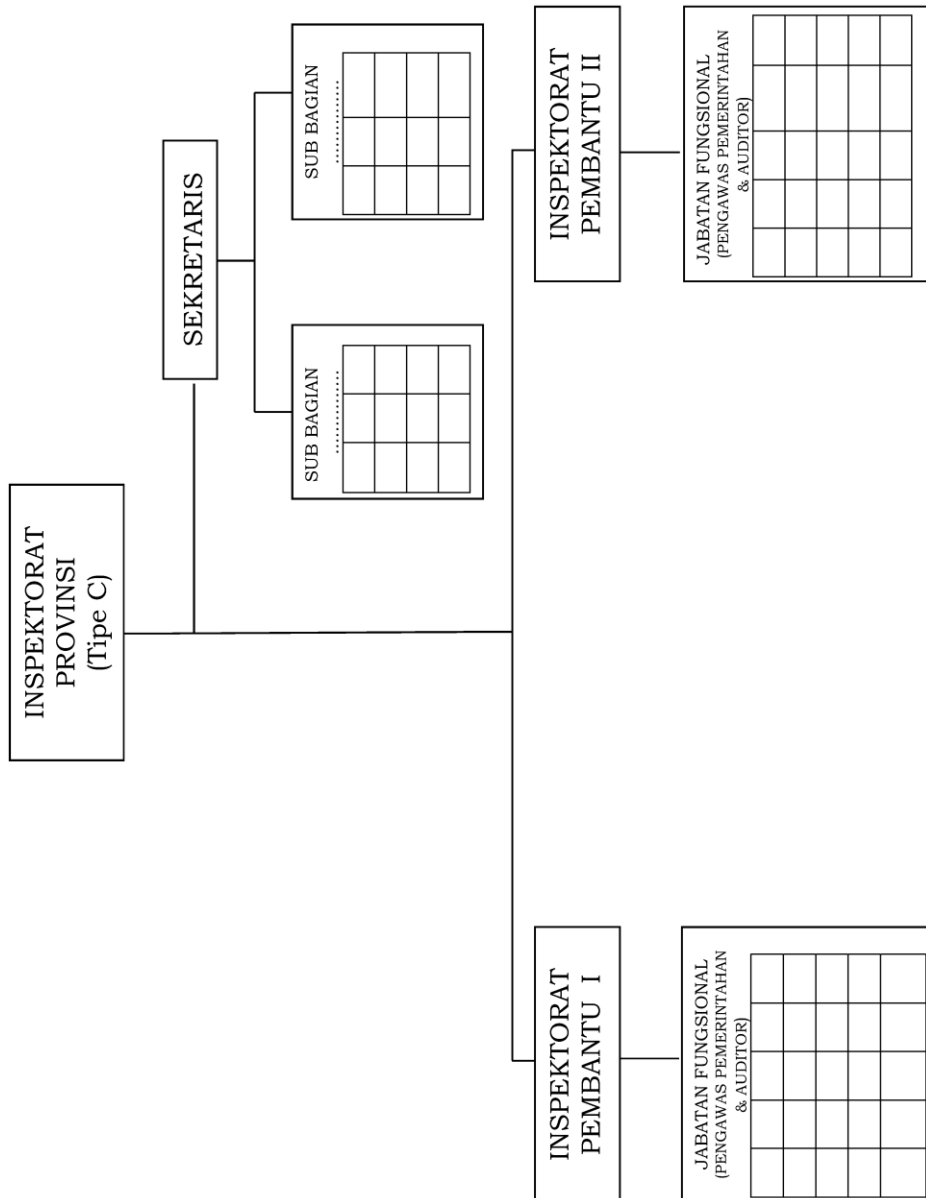 INSPEKTORAT
PROVINSI
(Tipe C)
SEKRETARIS
SUB BAGIAN
................
SUB BAGIAN
................
INSPEKTORAT
PEMBANTU I
INSPEKTORAT
PEMBANTU II
JABATAN FUNGSIONAL
(PENGAWAS PEMERINTAHAN
& AUDITOR)
JABATAN FUNGSIONAL
(PENGAWAS PEMERINTAHAN
& AUDITOR)